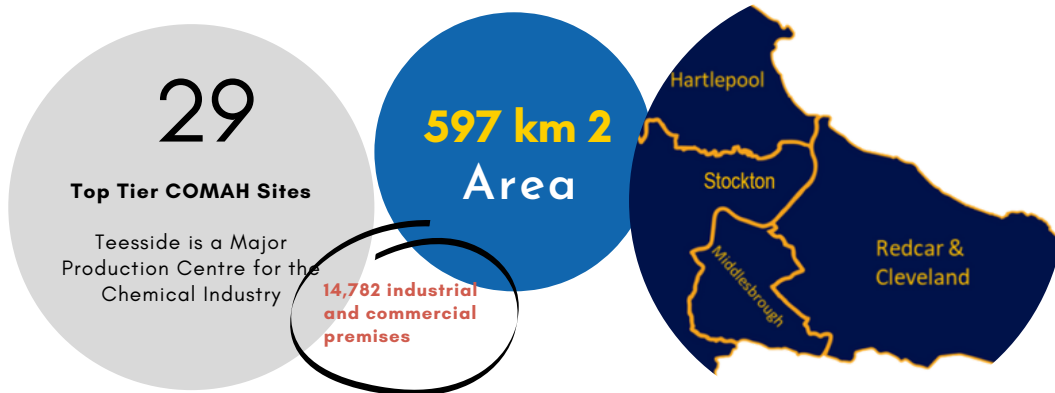 29
Top Tier COMAH Sites
Teesside is a Major
Production Centre for the
Chemical Industry
597 km 2
Area
14,782 industrial
and commercial
premises
Hartlepool
Stockton
Middlesbrough
Redcar &
Cleveland